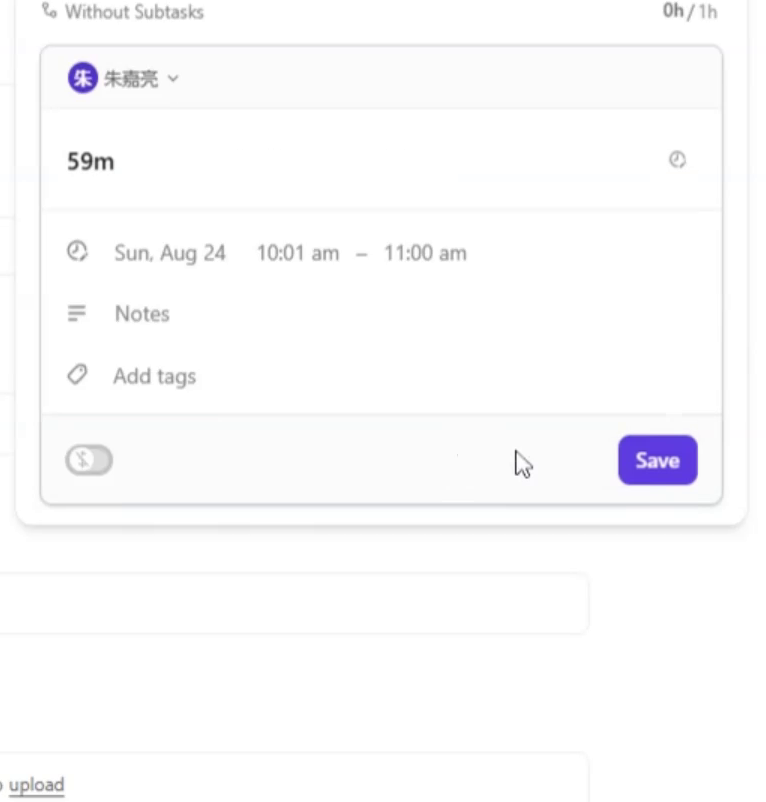 Without Subtasks 0h / 1h
朱 朱嘉亮
59m
Sun, Aug 24 10:01 am – 11:00 am
Notes
Add tags
Save
upload